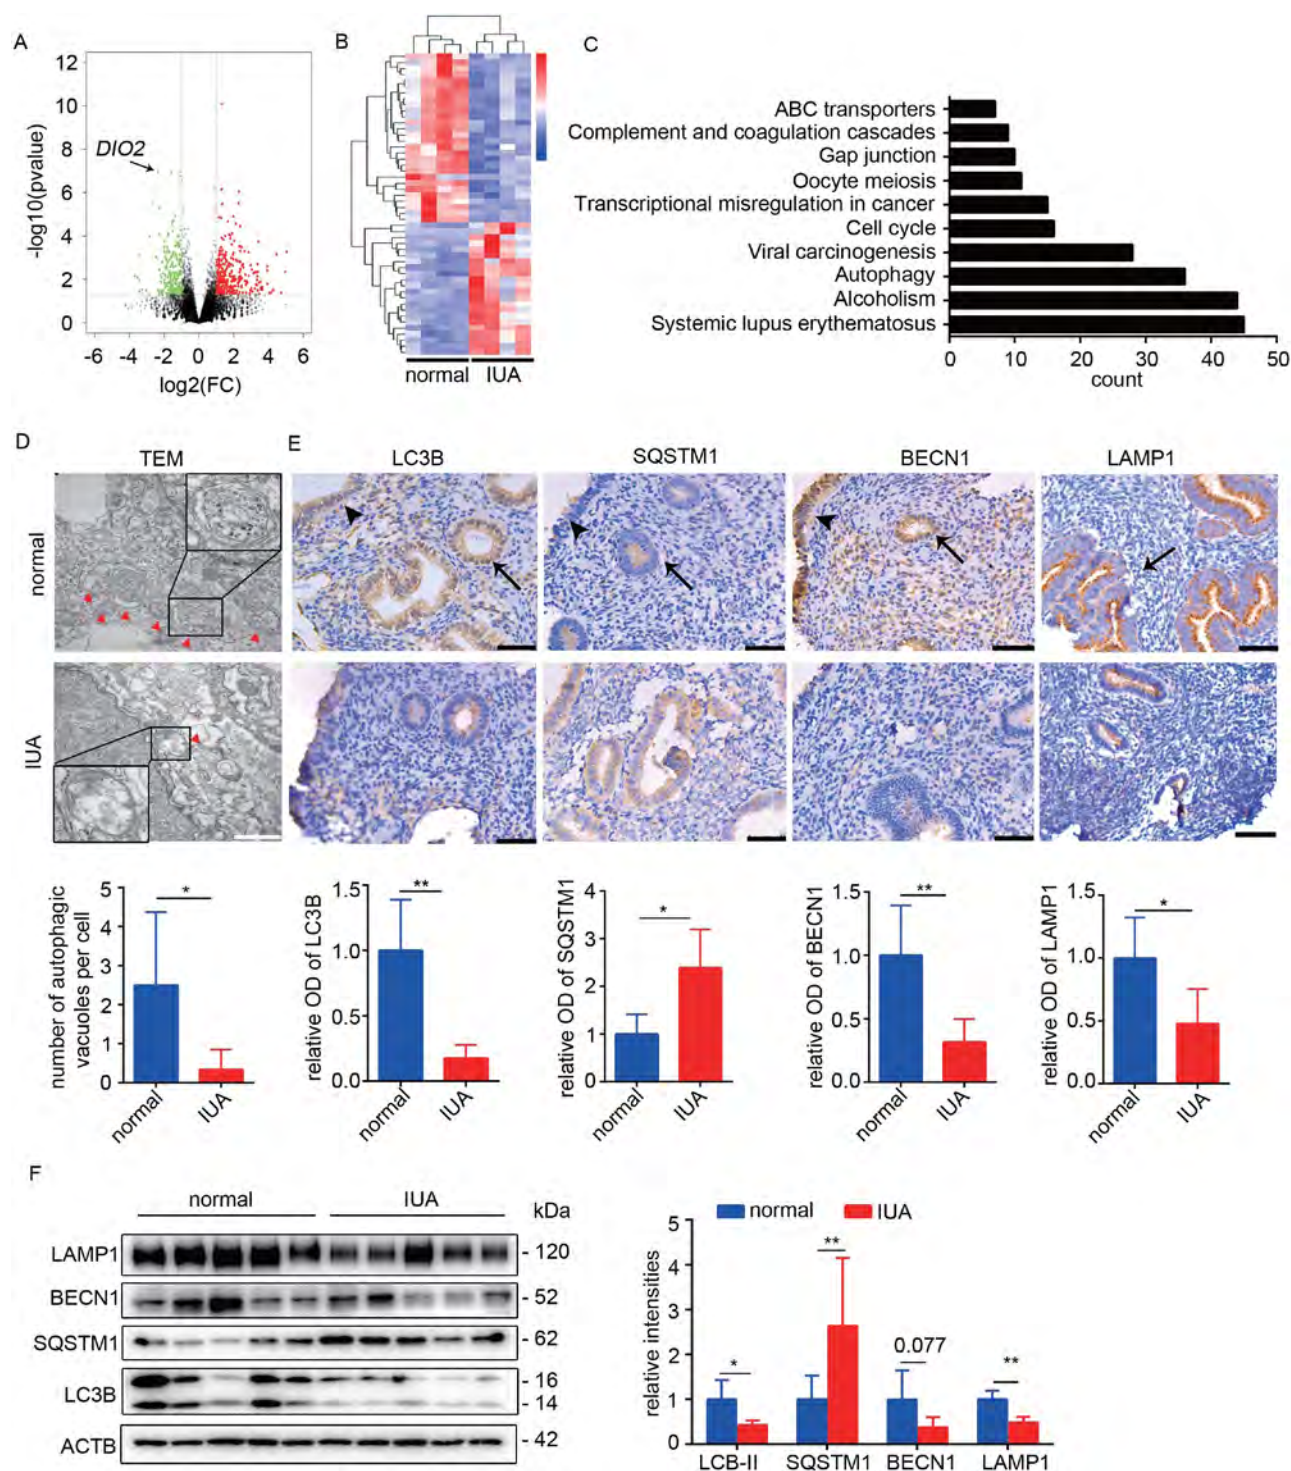 A
12
10
8
6
4
2
0
-log10(pvalue)
DIO2
-6 -4 -2 0 2 4 6
log2(FC)
B
normal IUA
C
ABC transporters
Complement and coagulation cascades
Gap junction
Oocyte meiosis
Transcriptional misregulation in cancer
Cell cycle
Viral carcinogenesis
Autophagy
Alcoholism
Systemic lupus erythematosus
0 10 20 30 40 50
count
D
TEM
E
LC3B SQSTM1 BECN1 LAMP1
normal
IUA
number of autophagic
vacuoles per cell
5
4
3
2
1
0
*
normal IUA
relative OD of LC3B
1.5
1.0
0.5
0.0
**
normal IUA
relative OD of SQSTM1
4
3
2
1
0
*
normal IUA
relative OD of BECN1
1.5
1.0
0.5
0.0
**
normal IUA
relative OD of LAMP1
1.5
1.0
0.5
0.0
*
normal IUA
F
normal IUA
kDa
LAMP1 - 120
BECN1 - 52
SQSTM1 - 62
LC3B - 16
- 14
ACTB - 42
normal IUA
relative intensities
5
4
3
2
1
0
* ** 0.077 **
LCB-II SQSTM1 BECN1 LAMP1